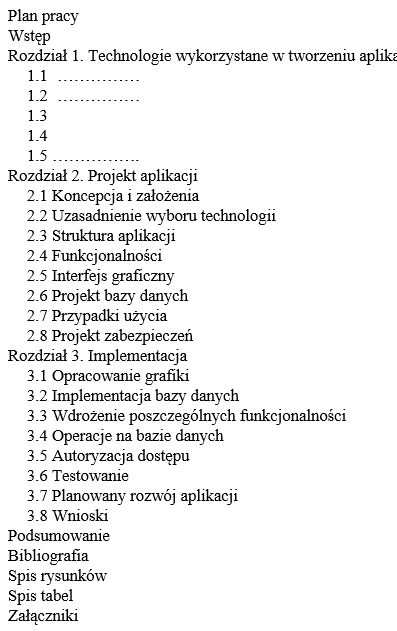 Plan pracy
Wstęp
Rozdział 1. Technologie wykorzystane w tworzeniu
1.1 ……………
1.2 ……………
1.3
1.4
1.5 …………….
Rozdział 2. Projekt aplikacji
2.1 Koncepcja i założenia
2.2 Uzasadnienie wyboru technologii
2.3 Struktura aplikacji
2.4 Funkcjonalności
2.5 Interfejs graficzny
2.6 Projekt bazy danych
2.7 Przypadki użycia
2.8 Projekt zabezpieczeń
Rozdział 3. Implementacja
3.1 Opracowanie grafiki
3.2 Implementacja bazy danych
3.3 Wdrożenie poszczególnych funkcjonalności
3.4 Operacje na bazie danych
3.5 Autoryzacja dostępu
3.6 Testowanie
3.7 Planowany rozwój aplikacji
3.8 Wnioski
Podsumowanie
Bibliografia
Spis rysunków
Spis tabel
Załączniki